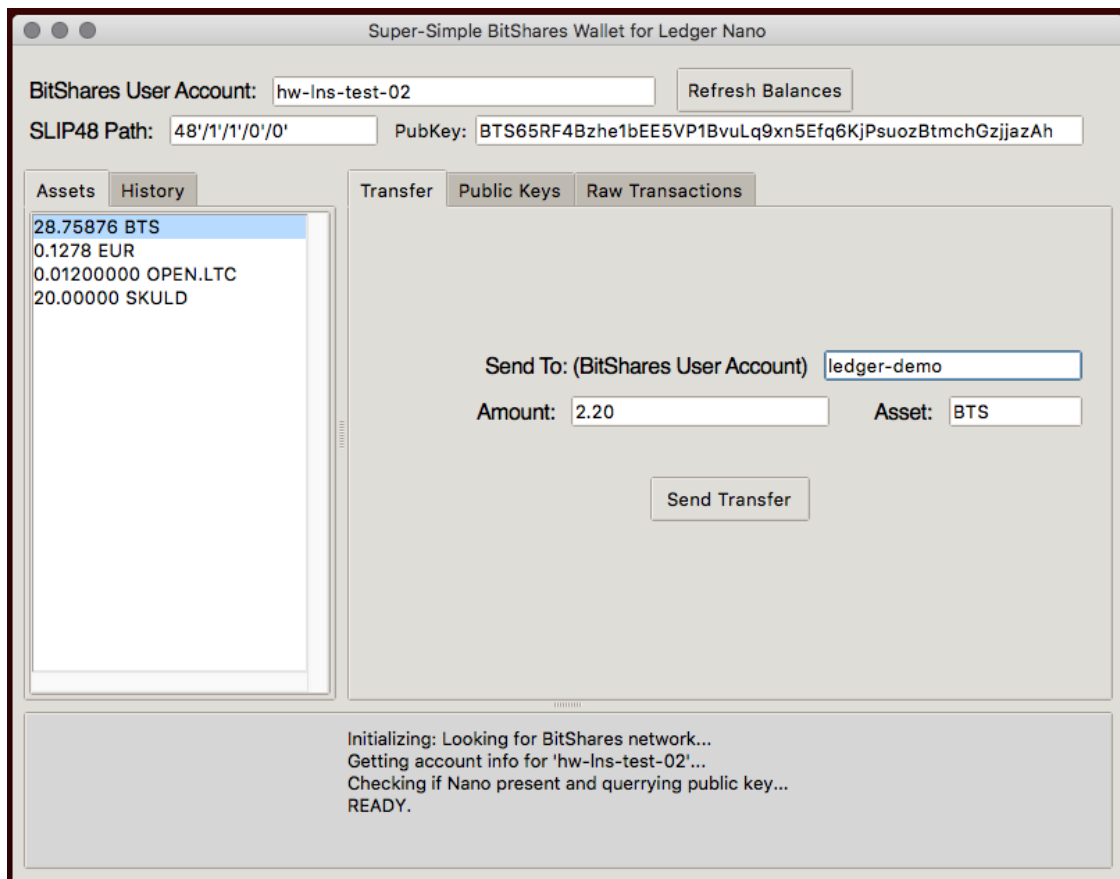 Super-Simple BitShares Wallet for Ledger Nano
BitShares User Account: hw-lns-test-02 Refresh Balances
SLIP48 Path: 48'/1'/1'/0'/0' PubKey: BTS65RF4Bzhe1bEE5VP1BvuLq9xn5Efq6KjPsuozBtmchGzjjazAh
Assets History Transfer Public Keys Raw Transactions
28.75876 BTS
0.1278 EUR
0.01200000 OPEN.LTC
20.00000 SKULD
Send To: (BitShares User Account) ledger-demo
Amount: 2.20 Asset: BTS
Send Transfer
Initializing: Looking for BitShares network...
Getting account info for 'hw-lns-test-02'...
Checking if Nano present and querrying public key...
READY.